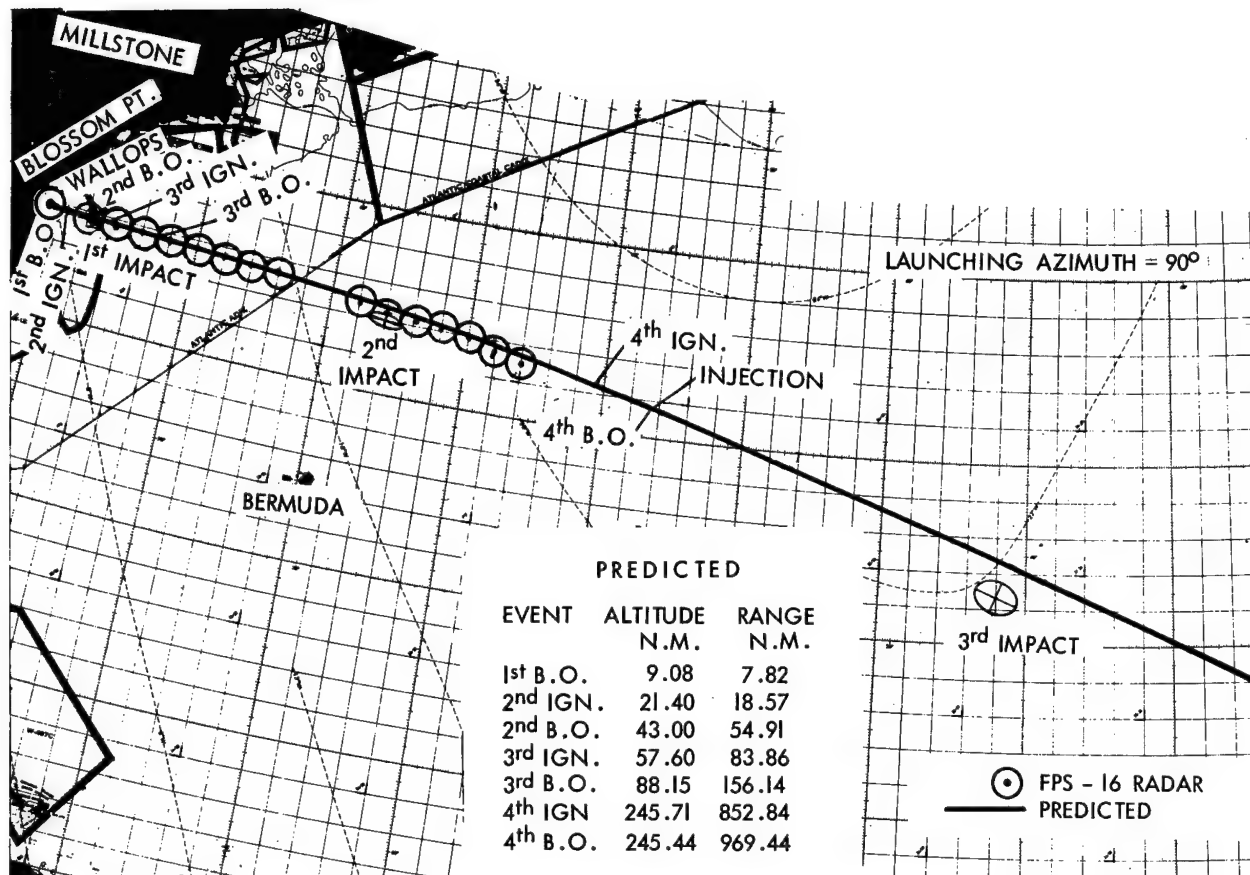 MILLSTONE
BLOSSOM PT.
WALLOPS
2nd B.O.
3rd IGN.
3rd B.O.
1st B.O.
2nd IGN.
1st IMPACT
ATLANTIC COASTAL CADIZ
LAUNCHING AZIMUTH = 90°
2nd
IMPACT
4th IGN.
INJECTION
4th B.O.
BERMUDA
3rd IMPACT
PREDICTED
EVENT ALTITUDE RANGE
N.M. N.M.
1st B.O. 9.08 7.82
2nd IGN. 21.40 18.57
2nd B.O. 43.00 54.91
3rd IGN. 57.60 83.86
3rd B.O. 88.15 156.14
4th IGN 245.71 852.84
4th B.O. 245.44 969.44
FPS - 16 RADAR
PREDICTED